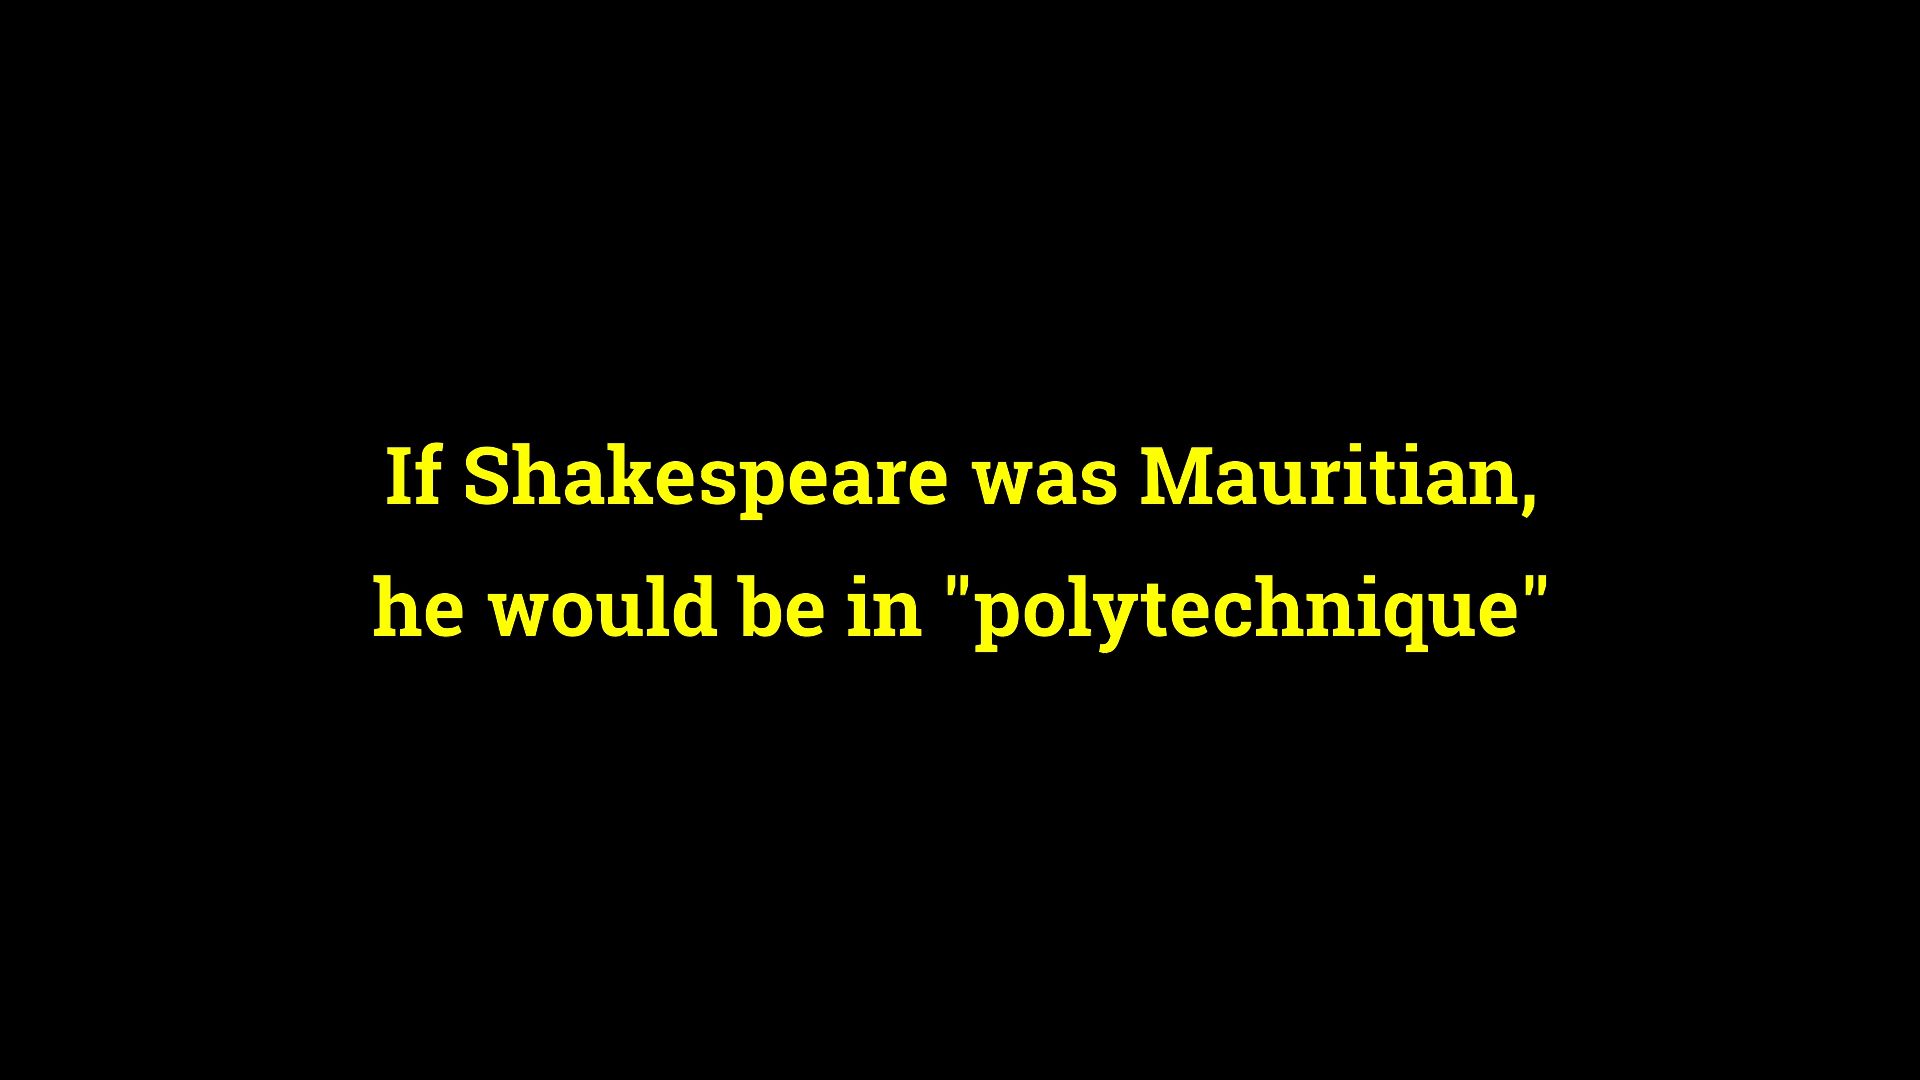 If Shakespeare was Mauritian,
he would be in "polytechnique"